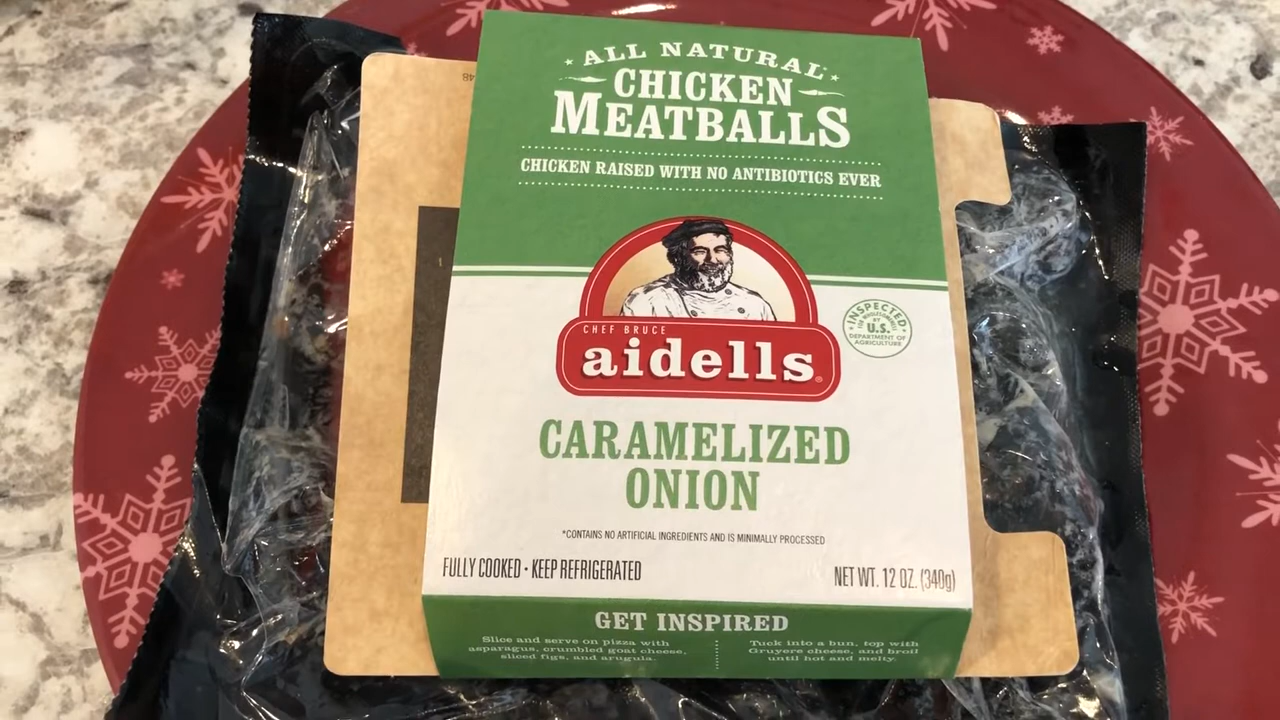 ALL NATURAL*
CHICKEN
MEATBALLS
CHICKEN RAISED WITH NO ANTIBIOTICS EVER
CHEF BRUCE
aidells®
INSPECTED
FOR WHOLESOMENESS
BY
U.S.
DEPARTMENT OF
AGRICULTURE
CARAMELIZED
ONION
*CONTAINS NO ARTIFICIAL INGREDIENTS AND IS MINIMALLY PROCESSED
FULLY COOKED • KEEP REFRIGERATED
NET WT. 12 OZ. (340g)
GET INSPIRED
Slice and serve on pizza with
asparagus, crumbled goat cheese,
sliced figs, and arugula.
Tuck into a bun, top with
Gruyere cheese, and broil
until hot and melty.